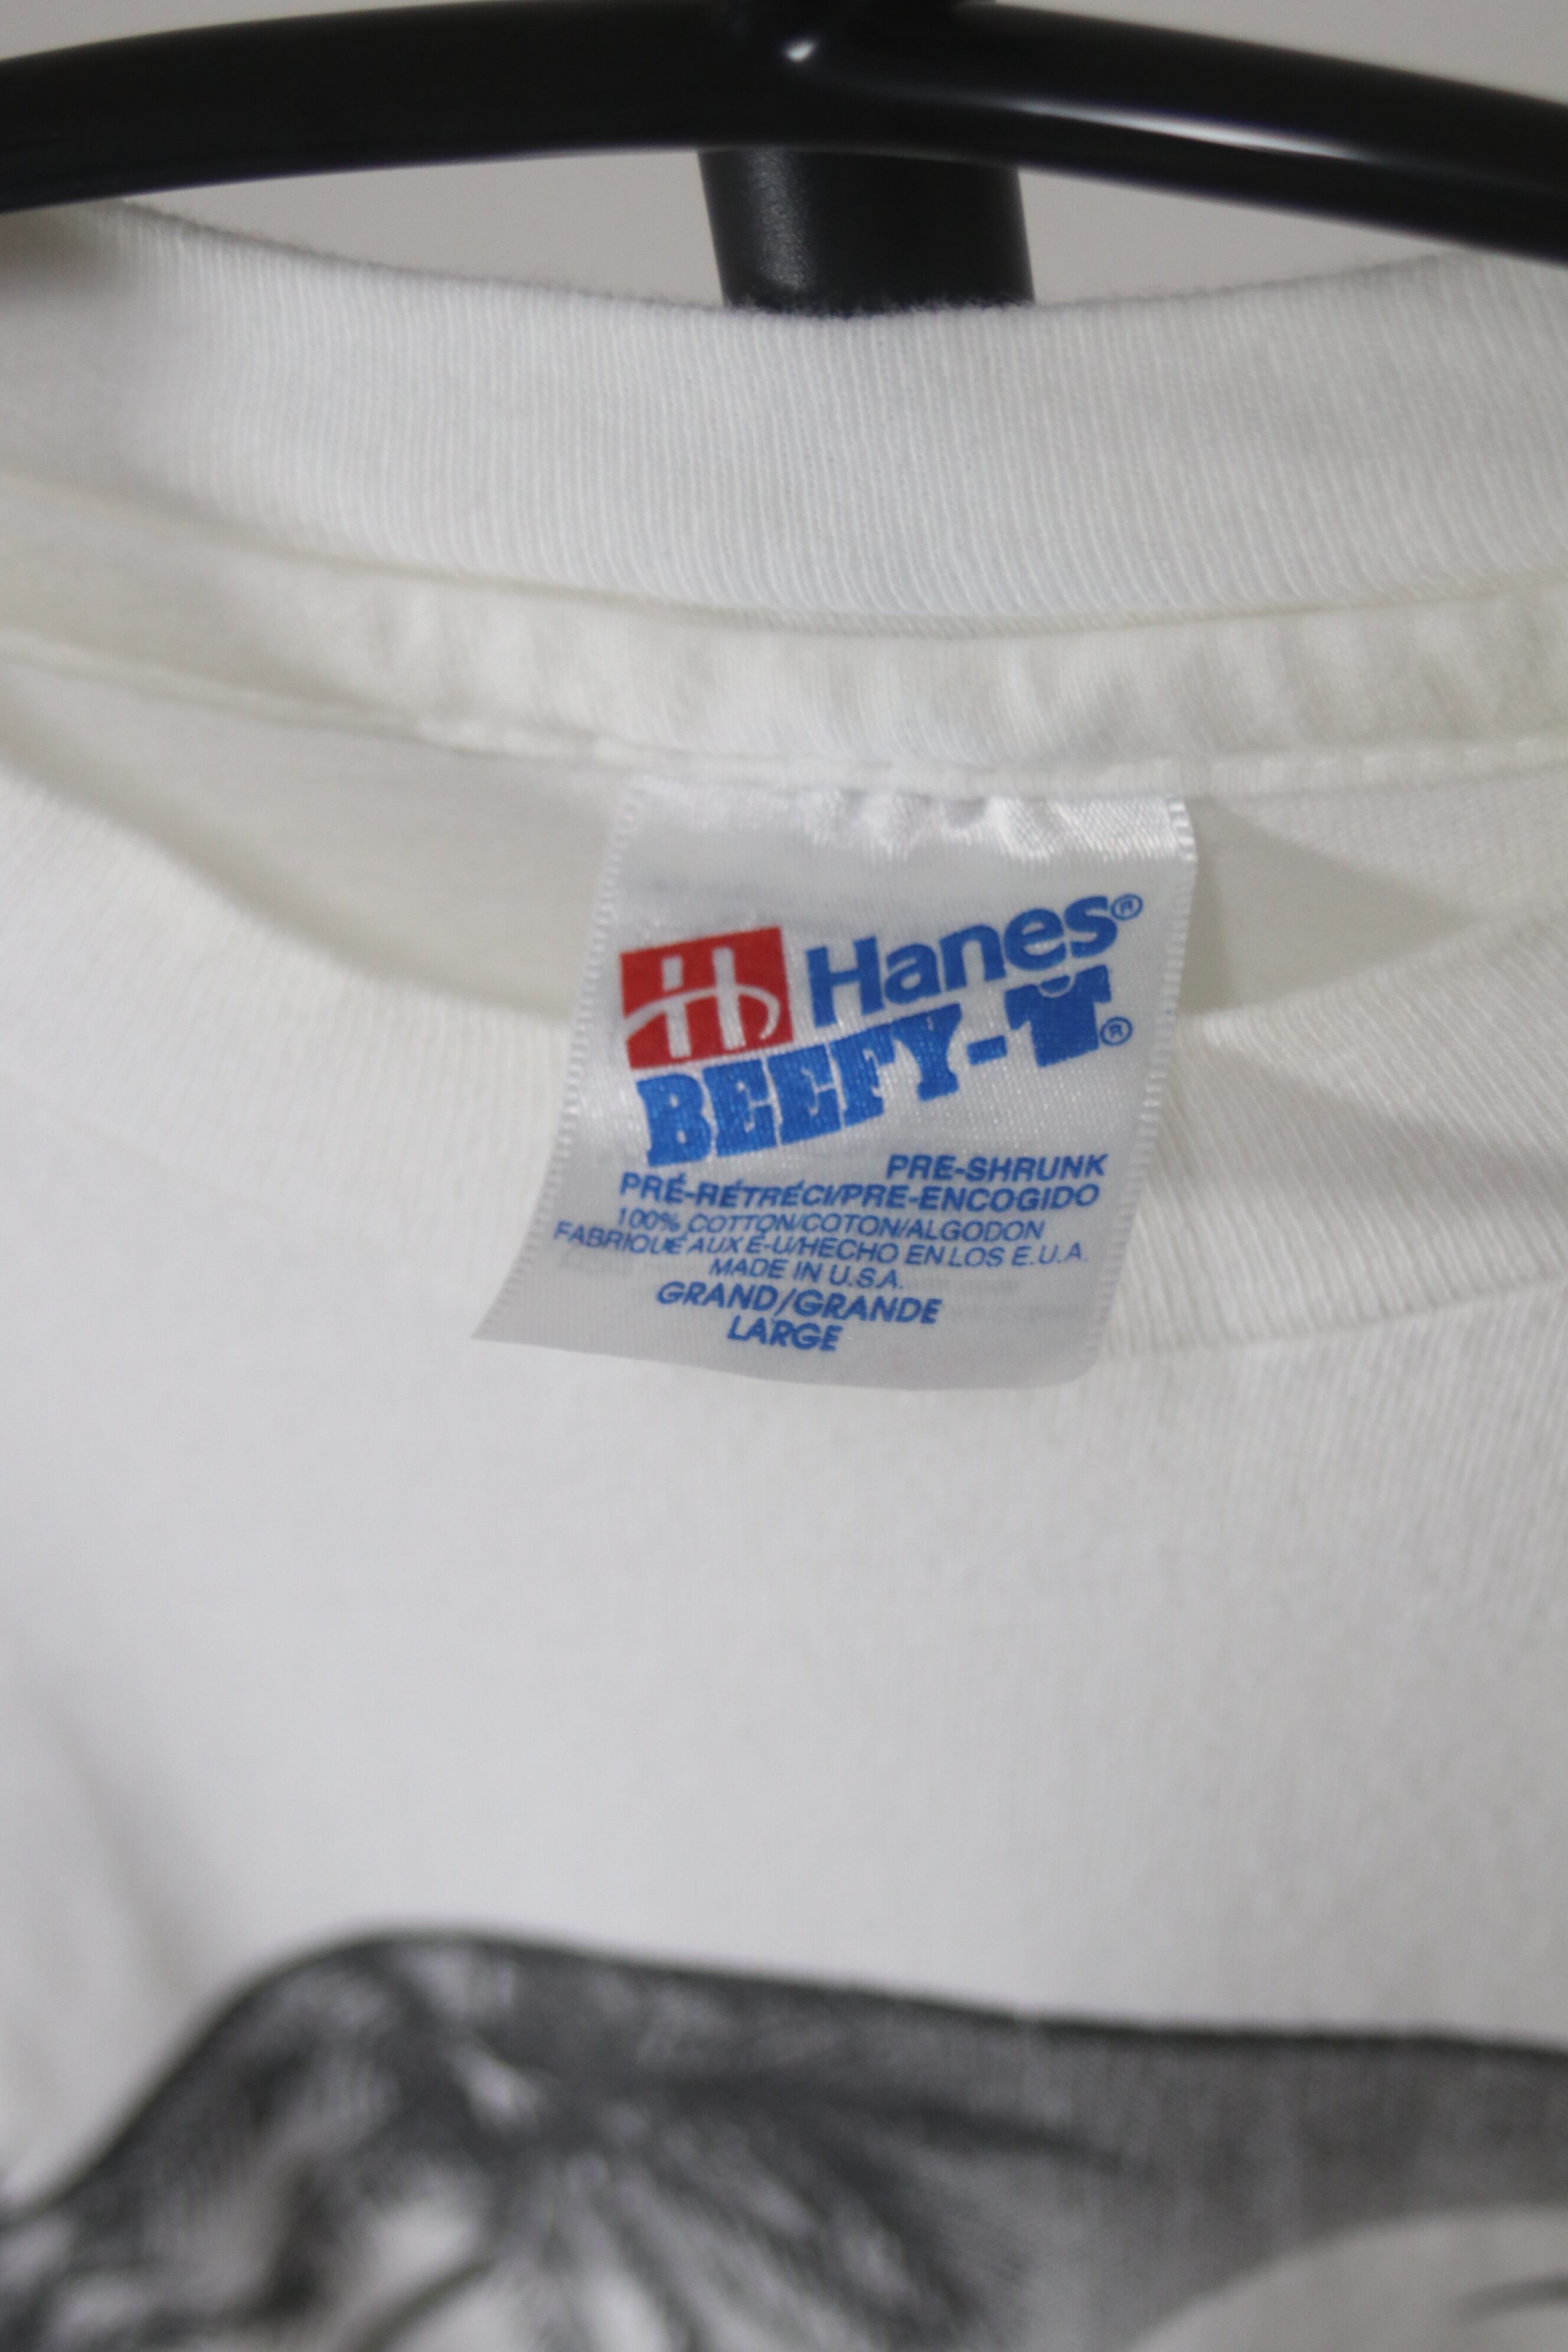 Hanes®
BEEFY-T®
PRE-SHRUNK
PRÉ-RÉTRÉCI/PRE-ENCOGIDO
100% COTTON/COTON/ALGODON
FABRIQUÉ AUX É-U/HECHO EN LOS E.U.A.
MADE IN U.S.A.
GRAND/GRANDE
LARGE